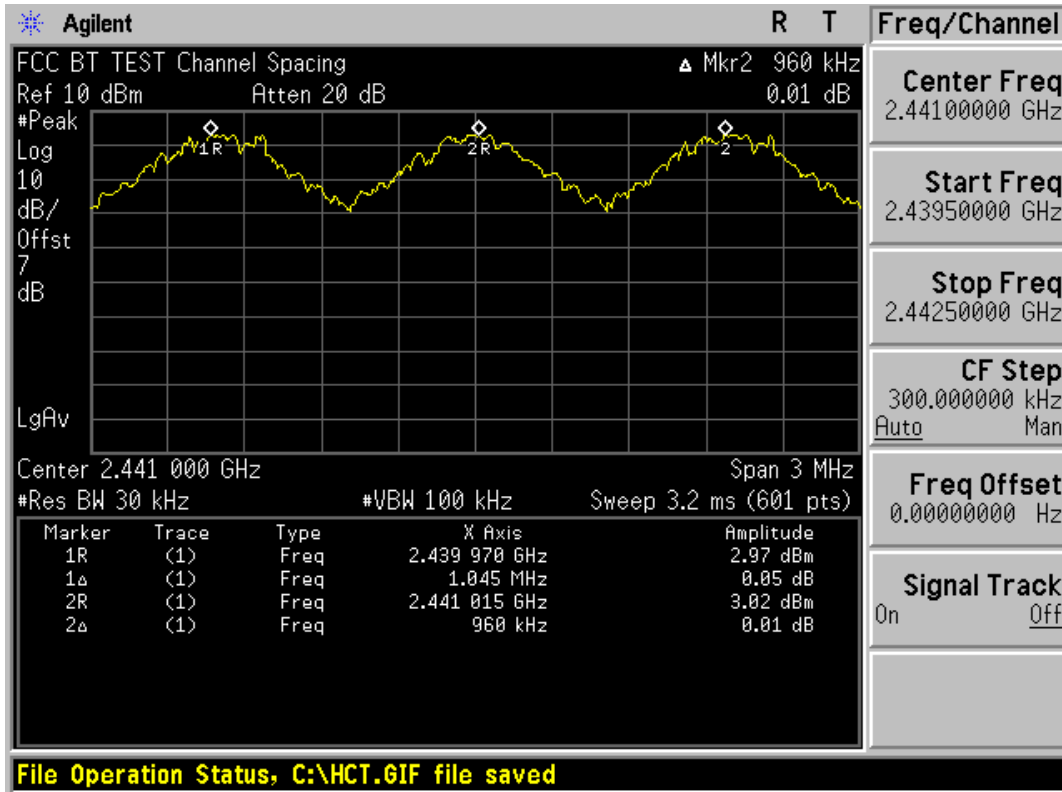 Agilent R T
FCC BT TEST Channel Spacing
Δ Mkr2 960 kHz
Ref 10 dBm Atten 20 dB 0.01 dB
#Peak
Log
10
dB/
Offst
7
dB
LgAv
1R
2R
2
Center 2.441 000 GHz Span 3 MHz
#Res BW 30 kHz #VBW 100 kHz Sweep 3.2 ms (601 pts)
Marker Trace Type X Axis Amplitude
1R (1) Freq 2.439 970 GHz 2.97 dBm
1Δ (1) Freq 1.045 MHz 0.05 dB
2R (1) Freq 2.441 015 GHz 3.02 dBm
2Δ (1) Freq 960 kHz 0.01 dB
File Operation Status, C:\HCT.GIF file saved
Freq/Channel
Center Freq
2.44100000 GHz
Start Freq
2.43950000 GHz
Stop Freq
2.44250000 GHz
CF Step
300.000000 kHz
Auto Man
Freq Offset
0.00000000 Hz
Signal Track
On Off